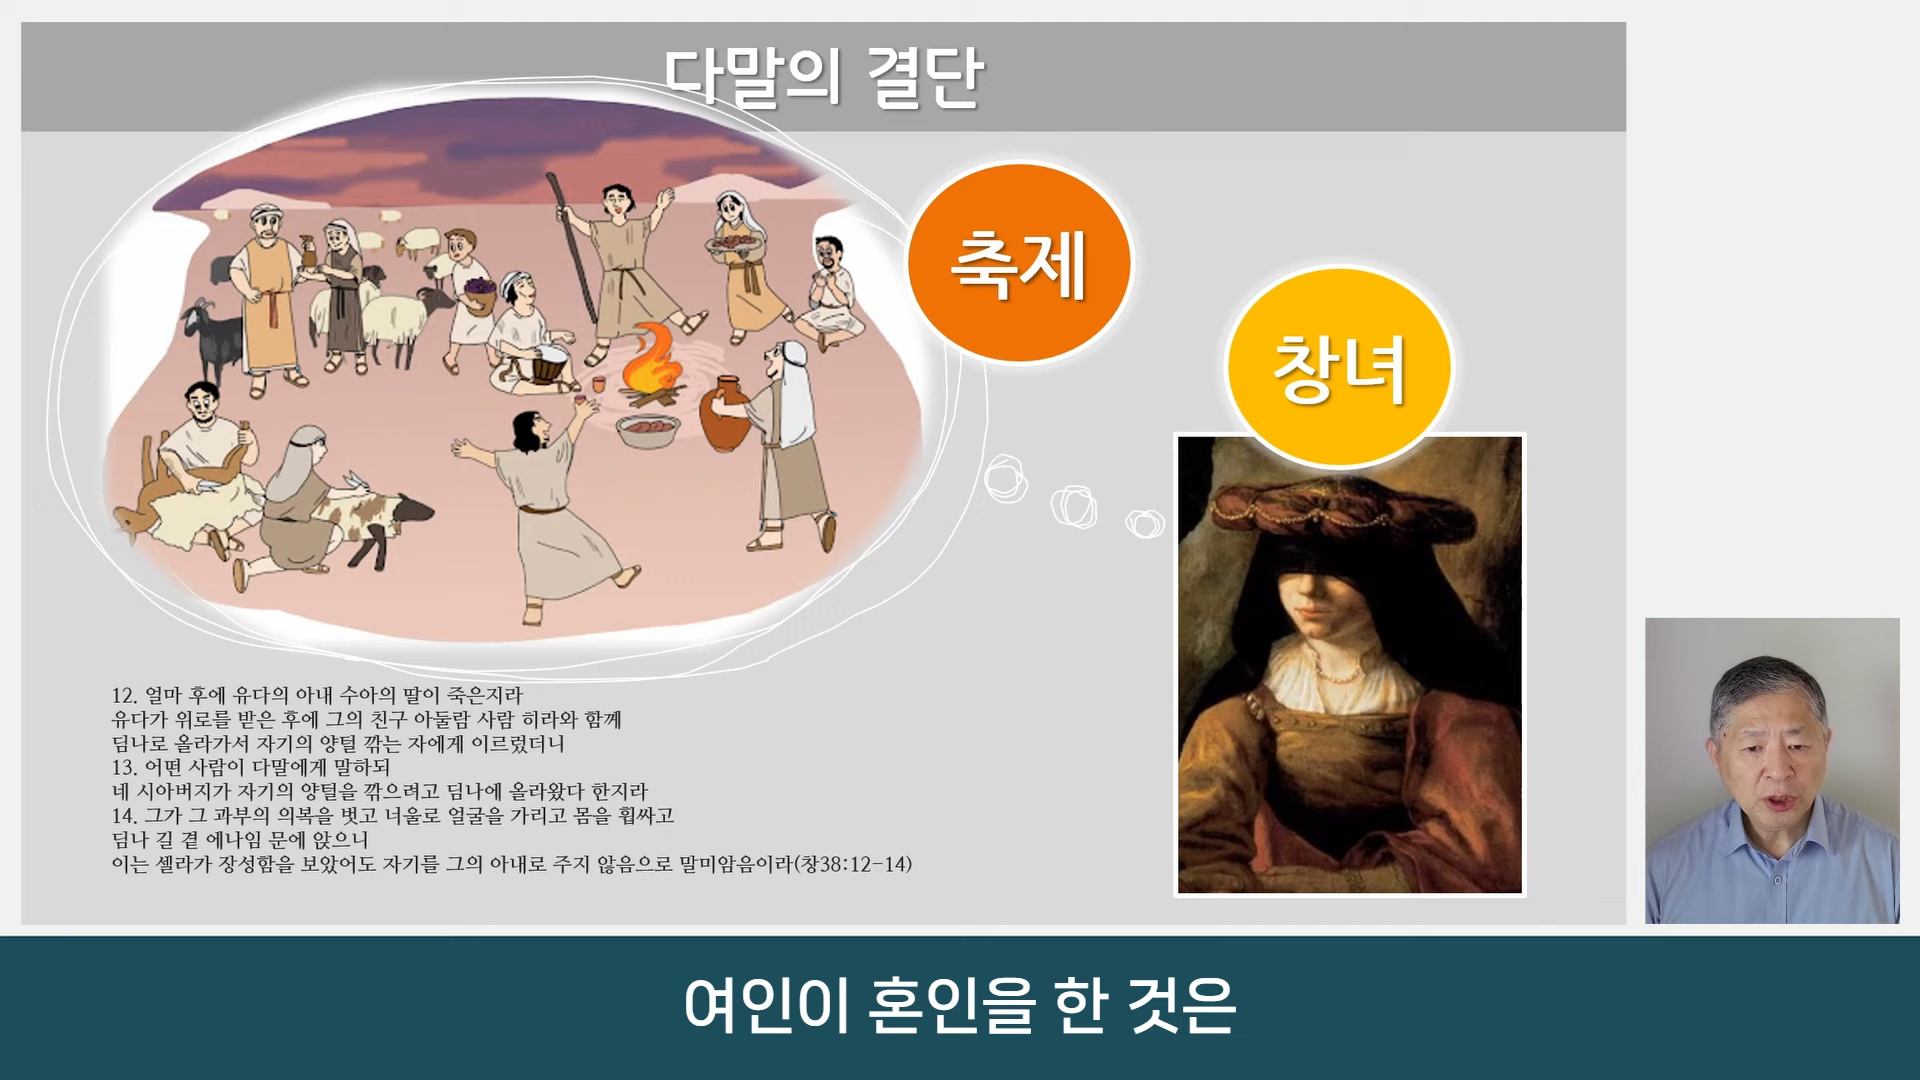 다말의 결단
축제
창녀
12. 얼마 후에 유다의 아내 수아의 딸이 죽은지라
유다가 위로를 받은 후에 그의 친구 아둘람 사람 히라와 함께
딤나로 올라가서 자기의 양털 깎는 자에게 이르렀더니
13. 어떤 사람이 다말에게 말하되
네 시아버지가 자기의 양털을 깎으려고 딤나에 올라왔다 한지라
14. 그가 그 과부의 의복을 벗고 너울로 얼굴을 가리고 몸을 휩싸고
딤나 길 곁 에나임 문에 앉으니
이는 셀라가 장성함을 보았어도 자기를 그의 아내로 주지 않음으로 말미암음이라(창38:12-14)
여인이 혼인을 한 것은